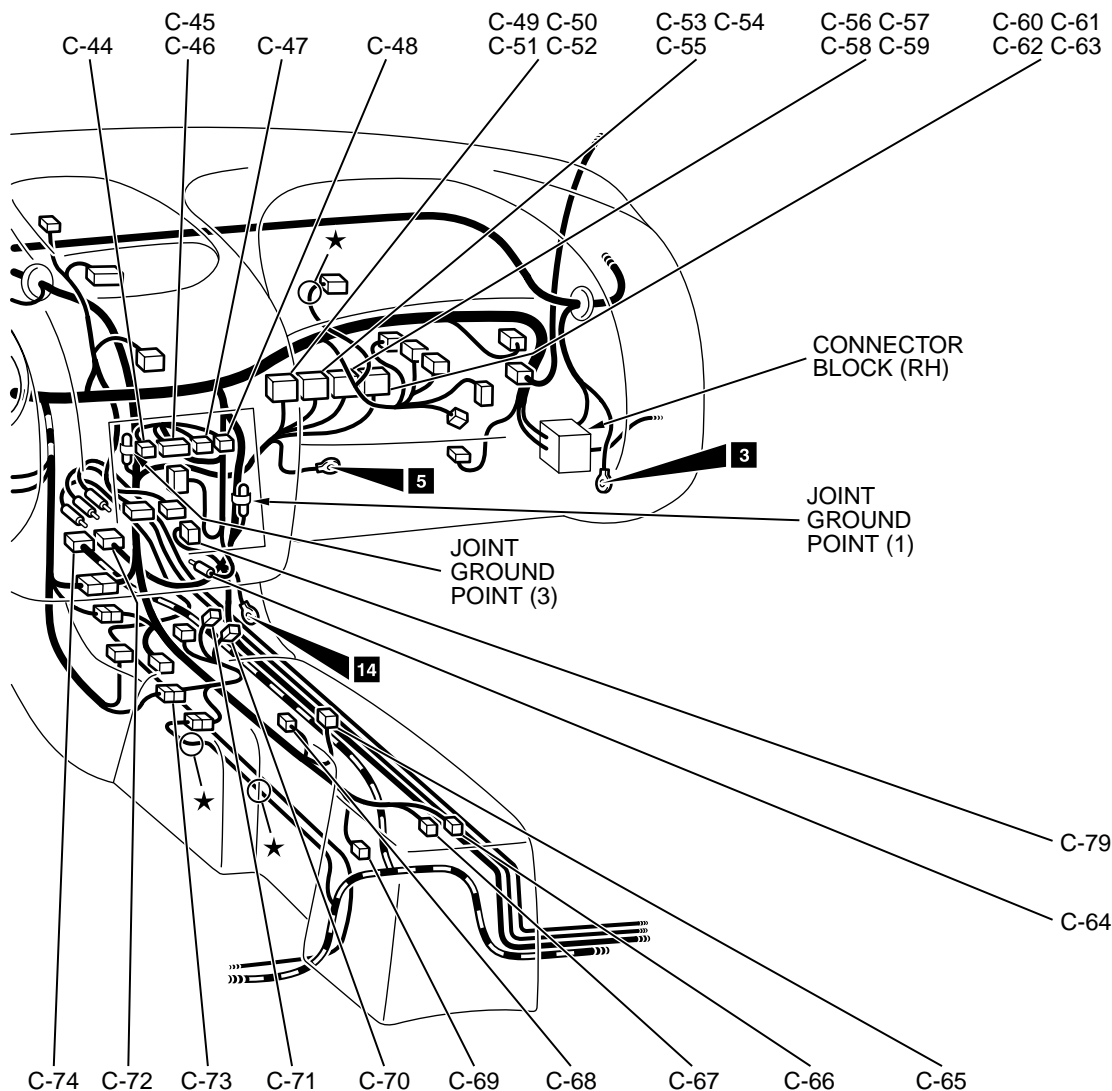 C-45
C-46
C-44
C-47
C-48
C-49 C-50
C-51 C-52
C-53 C-54
C-55
C-56 C-57
C-58 C-59
C-60 C-61
C-62 C-63
CONNECTOR
BLOCK (RH)
3
5
JOINT
GROUND
POINT (1)
JOINT
GROUND
POINT (3)
14
C-79
C-64
C-74
C-72
C-73
C-71
C-70
C-69
C-68
C-67
C-66
C-65